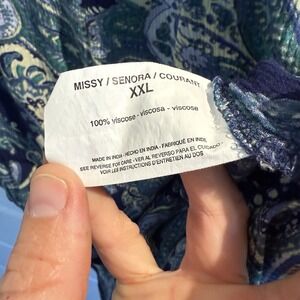 MISSY / SENORA / COURANT
XXL
100% viscose - viscosa - viscose
MADE IN INDIA - HECHO EN INDIA - FABRIQUÉ EN INDE
SEE REVERSE FOR CARE - VER AL REVERSO PARA EL CUIDADO
VOIR LES INSTRUCTIONS D'ENTRETIEN AU DOS